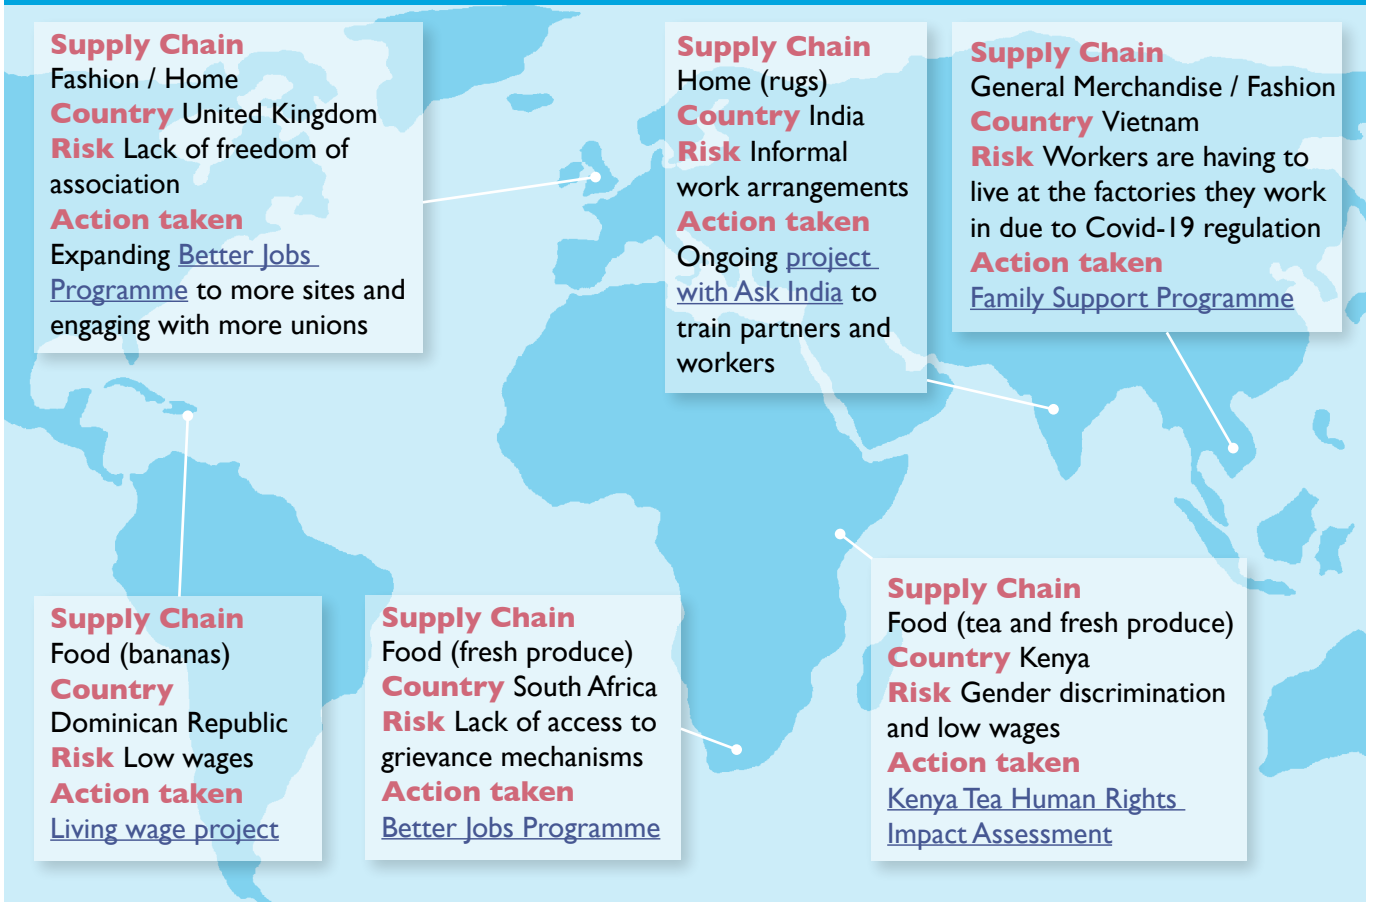 Supply Chain
Fashion / Home
Country United Kingdom
Risk Lack of freedom of
association
Action taken
Expanding Better Jobs
Programme to more sites and
engaging with more unions
Supply Chain
Home (rugs)
Country India
Risk Informal
work arrangements
Action taken
Ongoing project
with Ask India to
train partners and
workers
Supply Chain
General Merchandise / Fashion
Country Vietnam
Risk Workers are having to
live at the factories they work
in due to Covid-19 regulation
Action taken
Family Support Programme
Supply Chain
Food (bananas)
Country
Dominican Republic
Risk Low wages
Action taken
Living wage project
Supply Chain
Food (fresh produce)
Country South Africa
Risk Lack of access to
grievance mechanisms
Action taken
Better Jobs Programme
Supply Chain
Food (tea and fresh produce)
Country Kenya
Risk Gender discrimination
and low wages
Action taken
Kenya Tea Human Rights
Impact Assessment